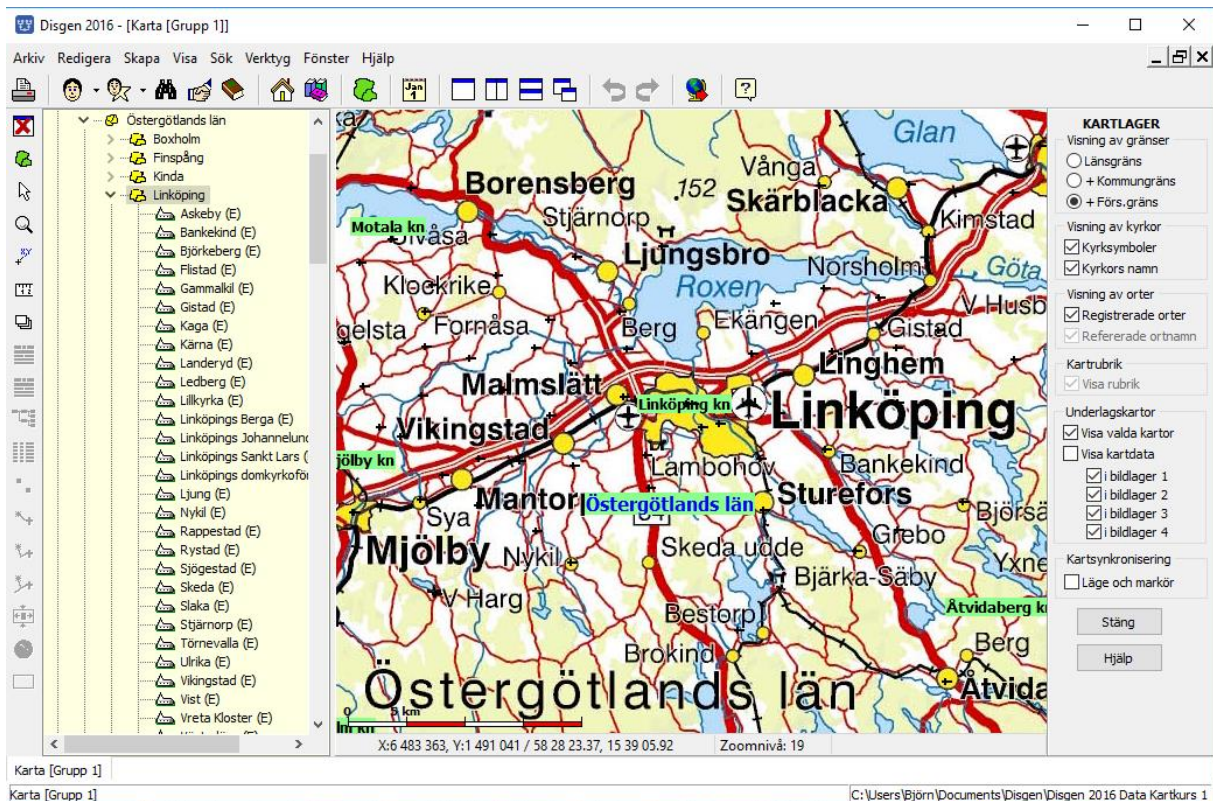 Disgen 2016 - [Karta [Grupp 1]]
Arkiv Redigera Skapa Visa Sök Verktyg Fönster Hjälp
Jan
1
Östergötlands län
Boxholm
Finspång
Kinda
Linköping
Askeby (E)
Bankekind (E)
Björkeberg (E)
Flistad (E)
Gammalkil (E)
Gistad (E)
Kaga (E)
Kärna (E)
Landeryd (E)
Ledberg (E)
Lillkyrka (E)
Linköpings Berga (E)
Linköpings Johannelund
Linköpings Sankt Lars (
Linköpings domkyrkoför
Ljung (E)
Nykil (E)
Rappestad (E)
Rystad (E)
Sjögestad (E)
Skeda (E)
Slaka (E)
Stjärnorp (E)
Törnevalla (E)
Ulrika (E)
Vikingstad (E)
Vist (E)
Vreta Kloster (E)
Glan
Vånga
Borensberg
152
Skärblacka
Stjärnorp
Kimstad
Motala kn
Ljungsbro
Norsholm
Göta
Klockrike
Roxen
V Husb
gelsta
Fornåsa
Berg
Ekängen
Gistad
Linghem
Malmslätt
Linköping kn
Linköping
Vikingstad
jölby kn
Lambohov
Bankekind
Mantor
Östergötlands län
Sturefors
Sya
Björsä
Mjölby
Nykil
Skeda udde
Grebo
Yxne
V Harg
Bjärka-Säby
Bestorp
Åtvidaberg k
Brokind
Berg
Östergötlands län
Åtvida
0 5 km
X:6 483 363, Y:1 491 041 / 58 28 23.37, 15 39 05.92 Zoomnivå: 19
KARTLAGER
Visning av gränser
Länsgräns
+ Kommungräns
+ Förs.gräns
Visning av kyrkor
Kyrksymboler
Kyrkors namn
Visning av orter
Registrerade orter
Refererade ortnamn
Kartrubrik
Visa rubrik
Underlagskartor
Visa valda kartor
Visa kartdata
i bildlager 1
i bildlager 2
i bildlager 3
i bildlager 4
Kartsynkronisering
Läge och markör
Stäng
Hjälp
Karta [Grupp 1]
Karta [Grupp 1]
C:\Users\Björn\Documents\Disgen\Disgen 2016 Data Kartkurs 1